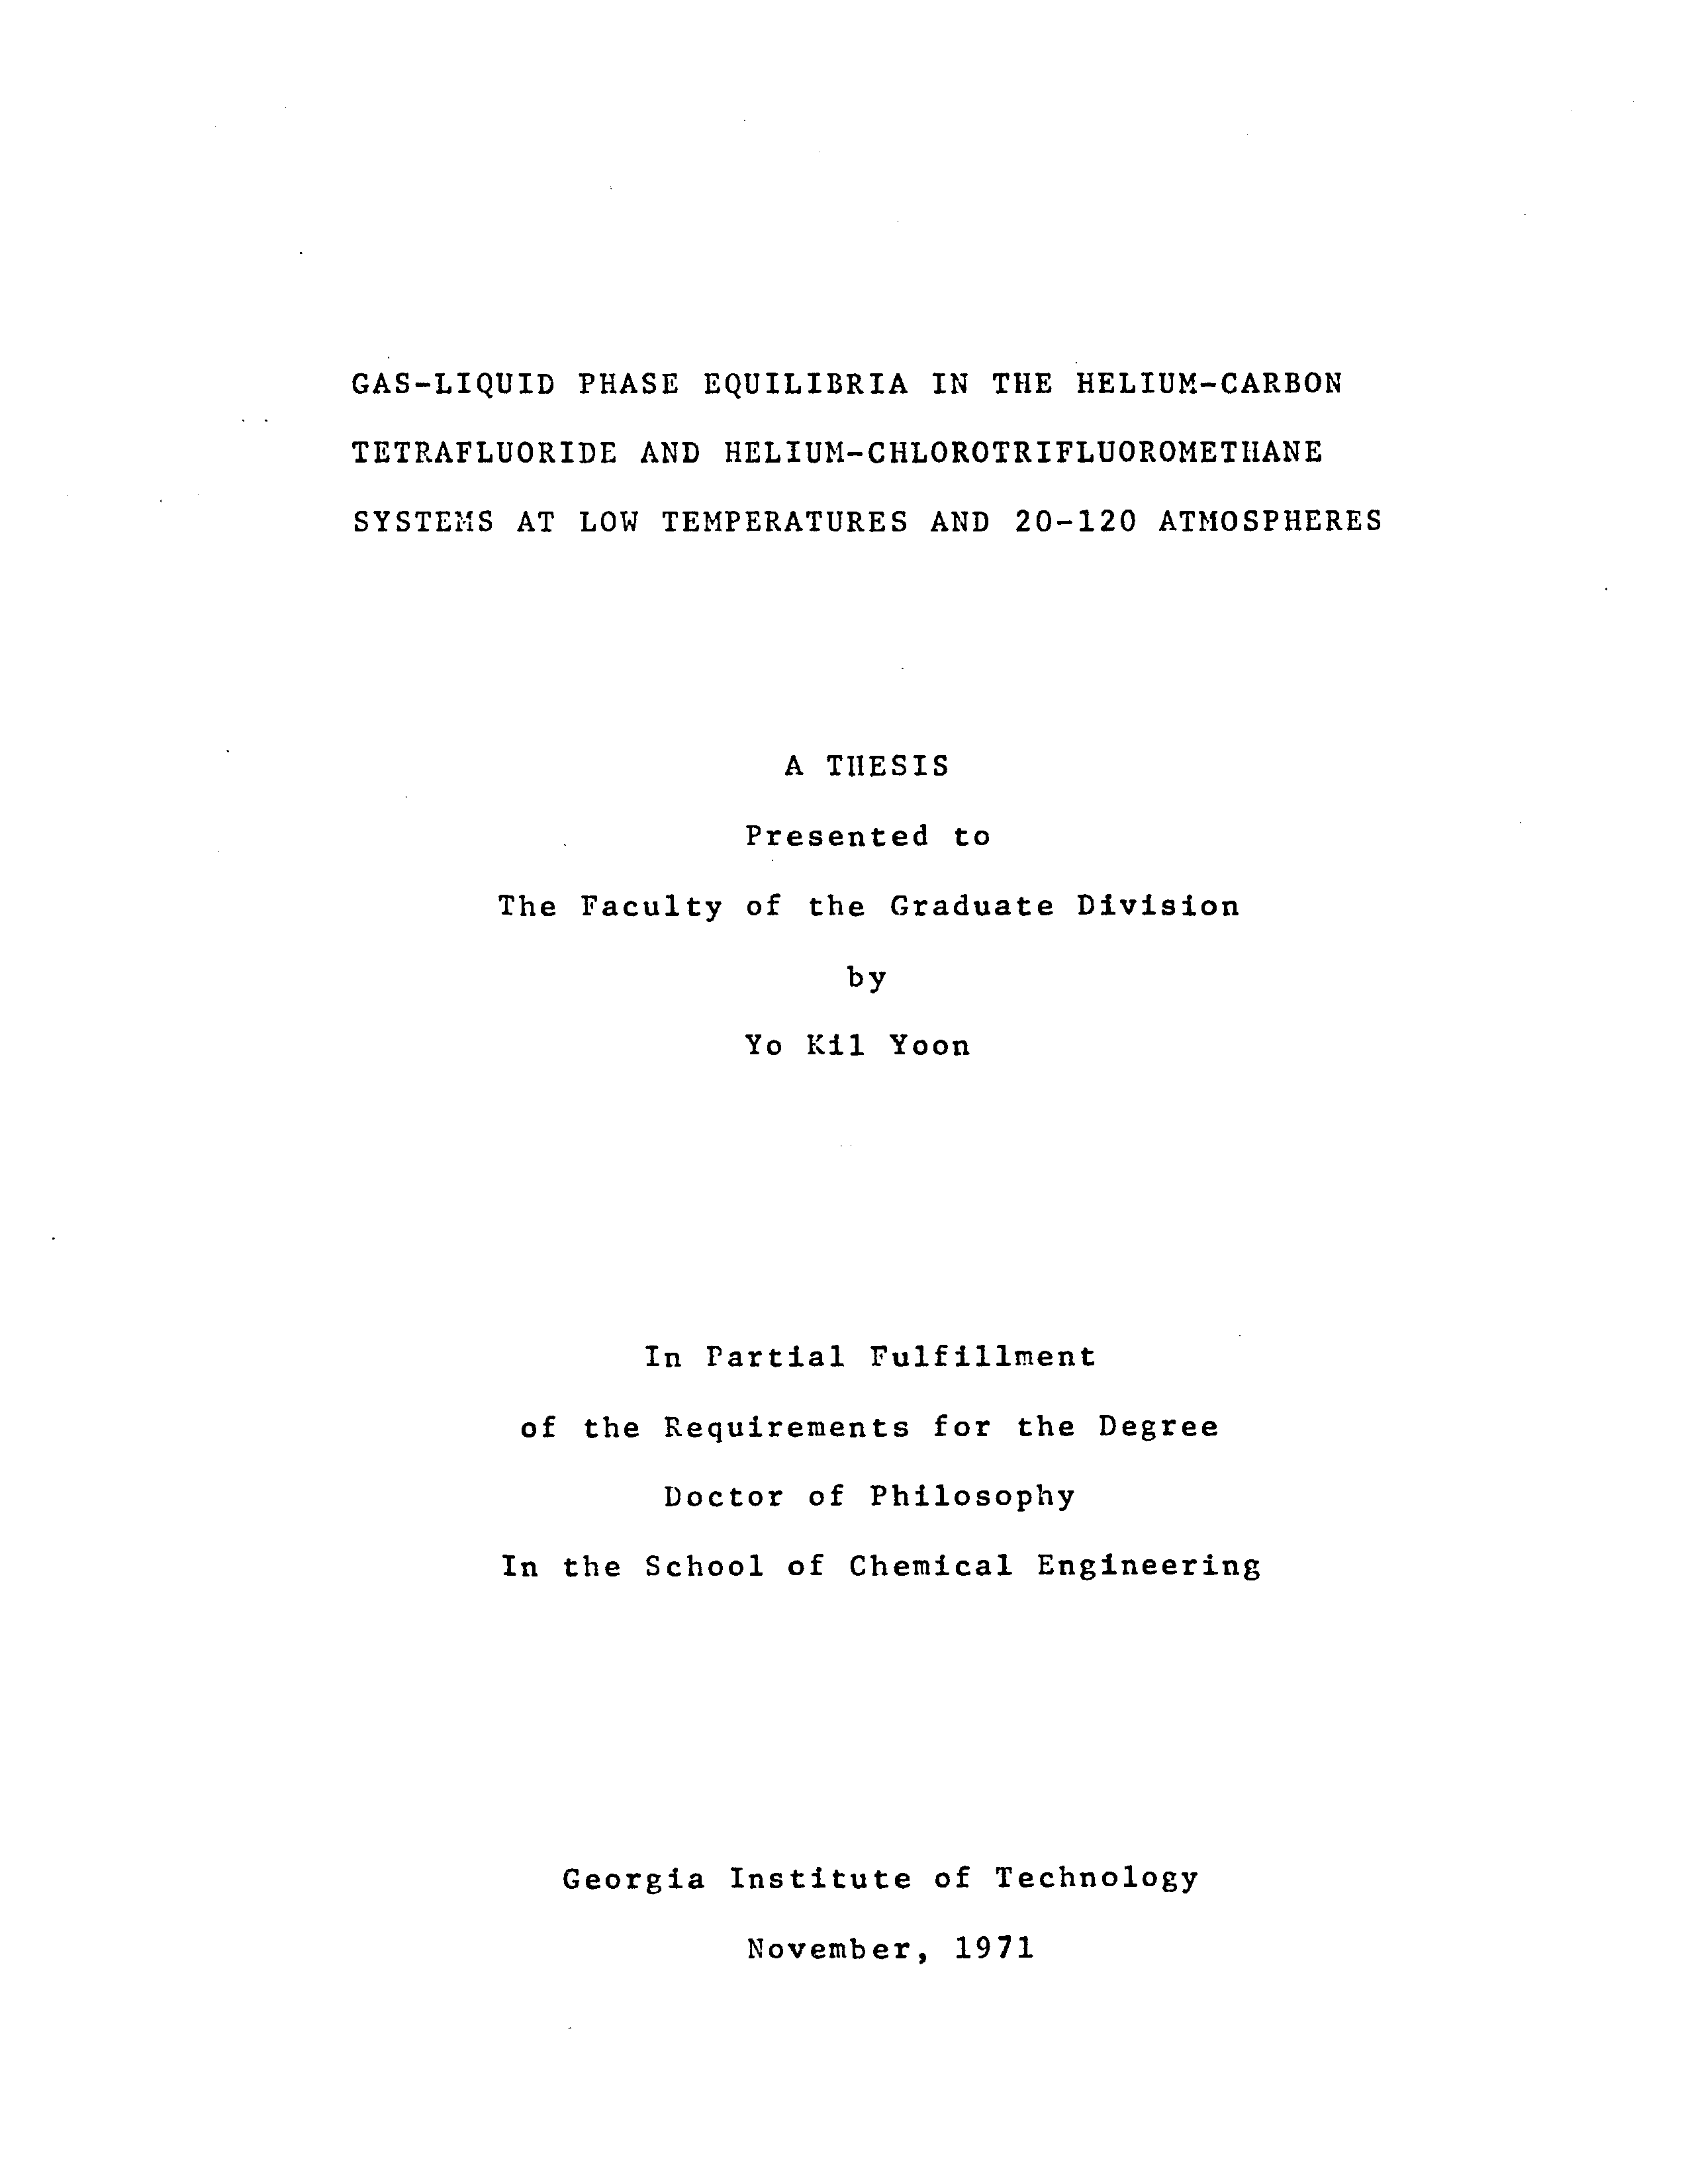 GAS-LIQUID PHASE EQUILIBRIA IN THE HELIUM-CARBON
TETRAFLUORIDE AND HELIUM-CHLOROTRIFLUOROMETHANE
SYSTEMS AT LOW TEMPERATURES AND 20-120 ATMOSPHERES
A THESIS
Presented to
The Faculty of the Graduate Division
by
Yo Kil Yoon
In Partial Fulfillment
of the Requirements for the Degree
Doctor of Philosophy
In the School of Chemical Engineering
Georgia Institute of Technology
November, 1971